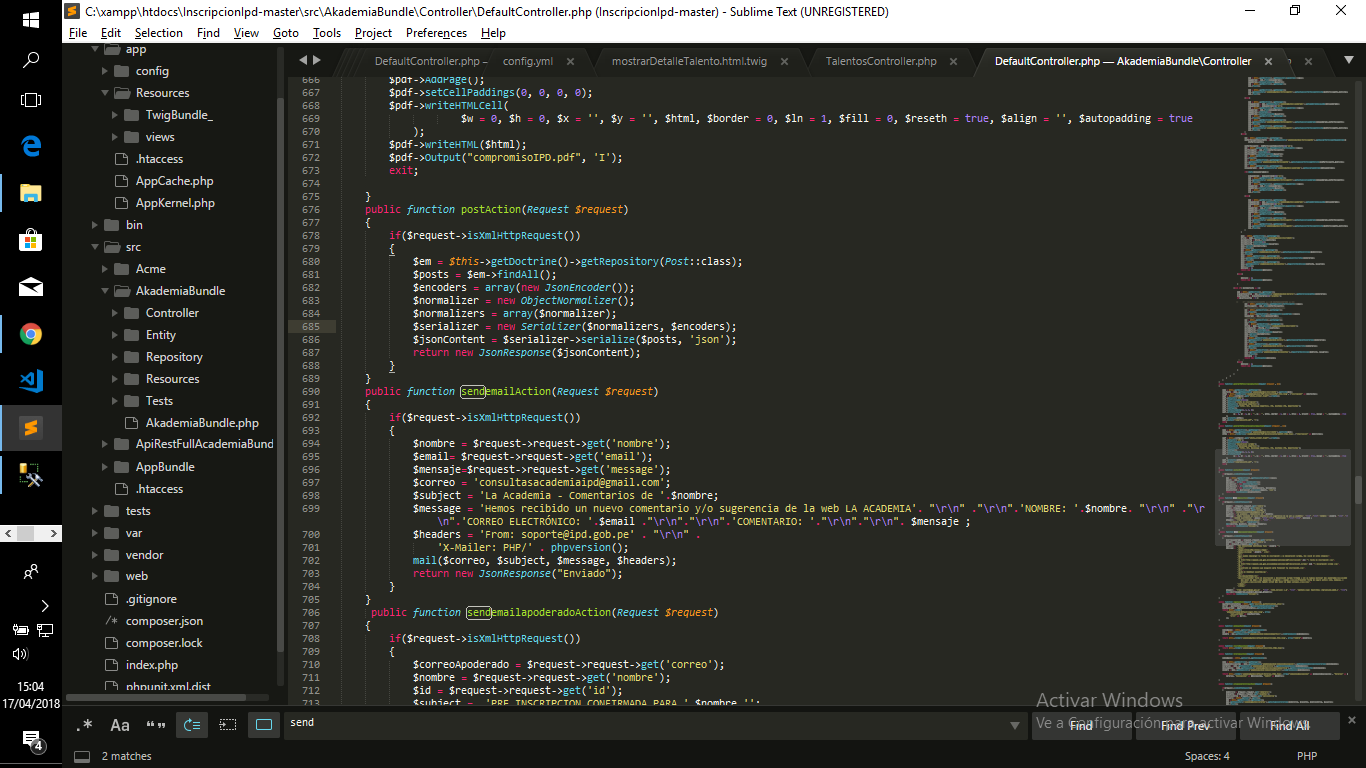 C:\xampp\htdocs\InscripcionIpd-master\src\AkademiaBundle\Controller\DefaultController.php (InscripcionIpd-master) - Sublime Text (UNREGISTERED)
File Edit Selection Find View Goto Tools Project Preferences Help
DefaultController.php — config.yml mostrarDetalleTalento.html.twig TalentosController.php DefaultController.php — AkademiaBundle\Controller
app
config
Resources
TwigBundle_
views
.htaccess
AppCache.php
AppKernel.php
bin
src
Acme
AkademiaBundle
Controller
Entity
Repository
Resources
Tests
AkademiaBundle.php
ApiRestFullAcademiaBund
AppBundle
.htaccess
tests
var
vendor
web
.gitignore
/* composer.json
composer.lock
index.php
phpunit.xml.dist
666 $pdf->AddPage();
667 $pdf->setCellPaddings(0, 0, 0, 0);
668 $pdf->writeHTMLCell(
669 $w = 0, $h = 0, $x = '', $y = '', $html, $border = 0, $ln = 1, $fill = 0, $reseth = true, $align = '', $autopadding = true
670 );
671 $pdf->writeHTML($html);
672 $pdf->Output("compromisoIPD.pdf", 'I');
673 exit;
674
675 }
676 public function postAction(Request $request)
677 {
678 if($request->isXmlHttpRequest())
679 {
680 $em = $this->getDoctrine()->getRepository(Post::class);
681 $posts = $em->findAll();
682 $encoders = array(new JsonEncoder());
683 $normalizer = new ObjectNormalizer();
684 $normalizers = array($normalizer);
685 $serializer = new Serializer($normalizers, $encoders);
686 $jsonContent = $serializer->serialize($posts, 'json');
687 return new JsonResponse($jsonContent);
688 }
689 }
690 public function sendemailAction(Request $request)
691 {
692 if($request->isXmlHttpRequest())
693 {
694 $nombre = $request->request->get('nombre');
695 $email= $request->request->get('email');
696 $mensaje=$request->request->get('message');
697 $correo = 'consultasacademiaipd@gmail.com';
698 $subject = 'La Academia - Comentarios de '.$nombre;
699 $message = 'Hemos recibido un nuevo comentario y/o sugerencia de la web LA ACADEMIA'. "\r\n" ."\r\n".'NOMBRE: '.$nombre. "\r\n" ."\r
\n".'CORREO ELECTRÓNICO: '.$email ."\r\n"."\r\n".'COMENTARIO: '."\r\n"."\r\n". $mensaje ;
700 $headers = 'From: soporte@ipd.gob.pe' . "\r\n" .
701 'X-Mailer: PHP/' . phpversion();
702 mail($correo, $subject, $message, $headers);
703 return new JsonResponse("Enviado");
704 }
705 }
706 public function sendemailapoderadoAction(Request $request)
707 {
708 if($request->isXmlHttpRequest())
709 {
710 $correoApoderado = $request->request->get('correo');
711 $nombre = $request->request->get('nombre');
712 $id = $request->request->get('id');
713 $subject = 'PRE INSCRIPCION CONFIRMADA PARA ' $nombre '';
Activar Windows
Ve a Configuración para activar Windows.
.* Aa “ ” send Find Find Prev Find All
2 matches Spaces: 4 PHP
15:04
17/04/2018
4